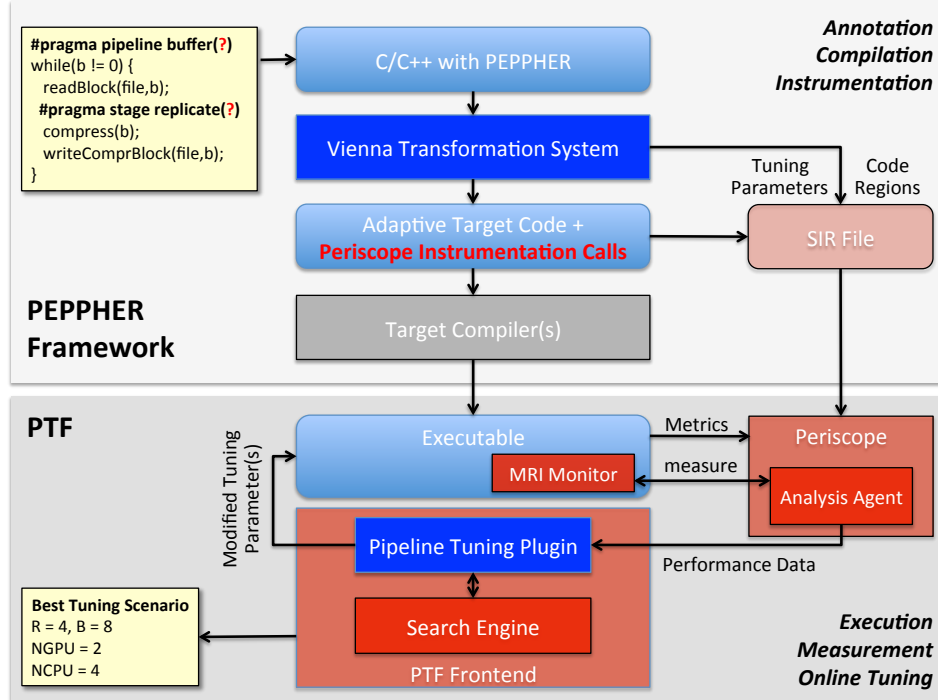 #pragma pipeline buffer(?)
while(b != 0) {
readBlock(file,b);
#pragma stage replicate(?)
compress(b);
writeComprBlock(file,b);
}
C/C++ with PEPPHER
Annotation
Compilation
Instrumentation
Vienna Transformation System
Tuning
Parameters
Code
Regions
Adaptive Target Code +
Periscope Instrumentation Calls
SIR File
PEPPHER
Framework
Target Compiler(s)
PTF
Executable
MRI Monitor
Metrics
measure
Periscope
Analysis Agent
Modified Tuning
Parameter(s)
Pipeline Tuning Plugin
Performance Data
Search Engine
PTF Frontend
Best Tuning Scenario
R = 4, B = 8
NGPU = 2
NCPU = 4
Execution
Measurement
Online Tuning